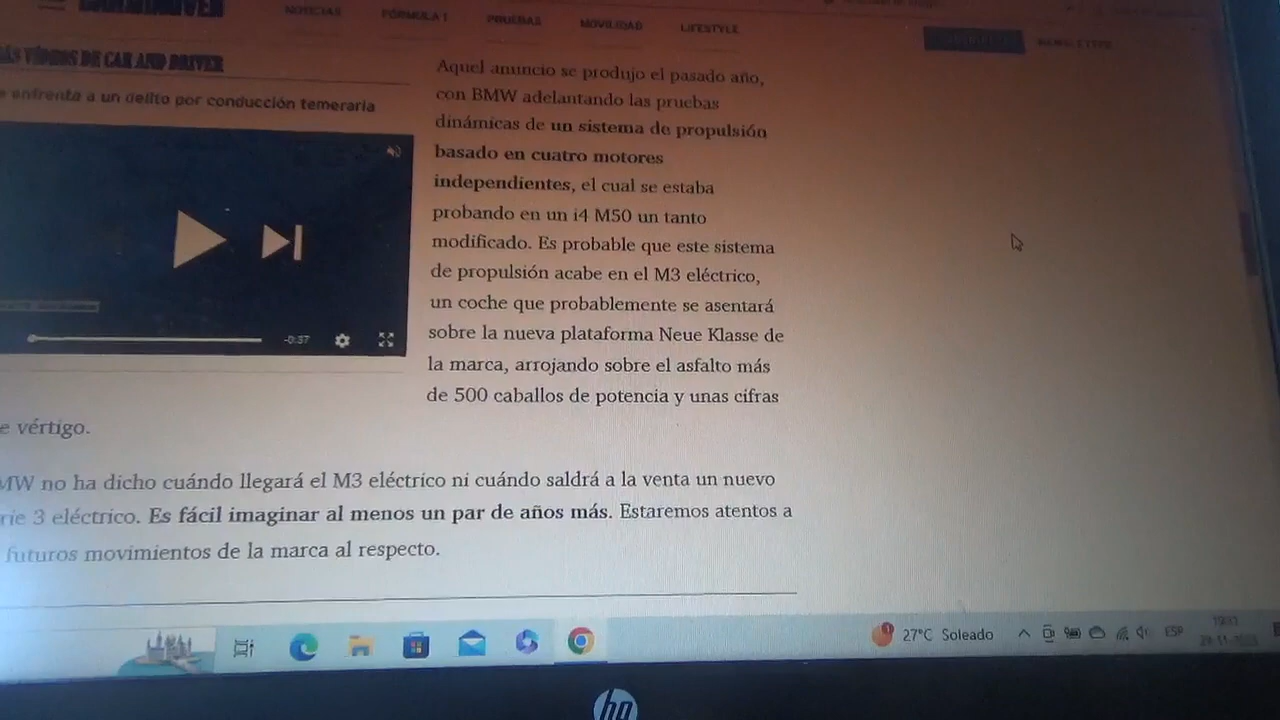 NOTICIAS FÓRMULA 1 PRUEBAS MOVILIDAD LIFESTYLE
ÁS VÍDEOS DE CAR AND DRIVER
e enfrenta a un delito por conducción temeraria
-0:37
Aquel anuncio se produjo el pasado año,
con BMW adelantando las pruebas
dinámicas de un sistema de propulsión
basado en cuatro motores
independientes, el cual se estaba
probando en un i4 M50 un tanto
modificado. Es probable que este sistema
de propulsión acabe en el M3 eléctrico,
un coche que probablemente se asentará
sobre la nueva plataforma Neue Klasse de
la marca, arrojando sobre el asfalto más
de 500 caballos de potencia y unas cifras
e vértigo.
MW no ha dicho cuándo llegará el M3 eléctrico ni cuándo saldrá a la venta un nuevo
rie 3 eléctrico. Es fácil imaginar al menos un par de años más. Estaremos atentos a
futuros movimientos de la marca al respecto.
1 27°C Soleado ESP
hp